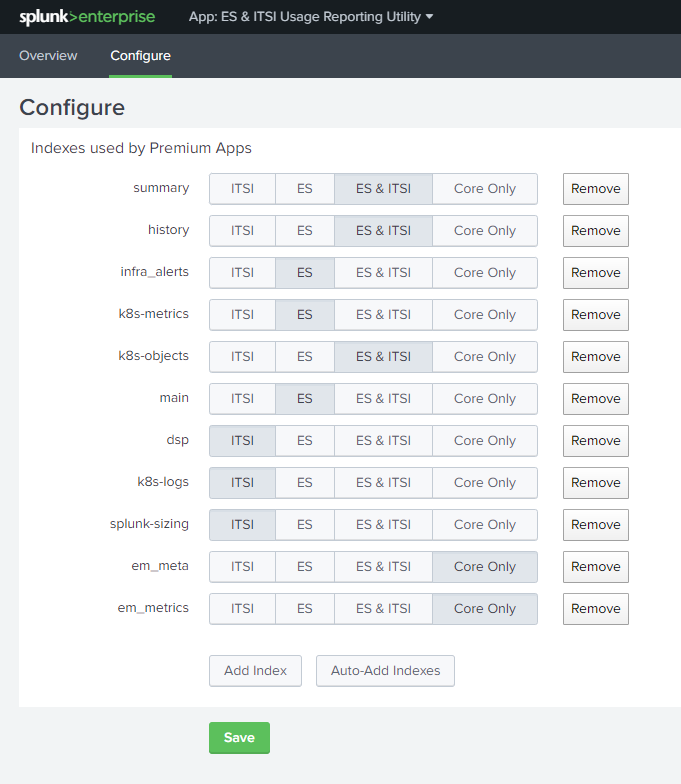 splunk>enterprise App: ES & ITSI Usage Reporting Utility
Overview Configure
Configure
Indexes used by Premium Apps
summary ITSI ES ES & ITSI Core Only Remove
history ITSI ES ES & ITSI Core Only Remove
infra_alerts ITSI ES ES & ITSI Core Only Remove
k8s-metrics ITSI ES ES & ITSI Core Only Remove
k8s-objects ITSI ES ES & ITSI Core Only Remove
main ITSI ES ES & ITSI Core Only Remove
dsp ITSI ES ES & ITSI Core Only Remove
k8s-logs ITSI ES ES & ITSI Core Only Remove
splunk-sizing ITSI ES ES & ITSI Core Only Remove
em_meta ITSI ES ES & ITSI Core Only Remove
em_metrics ITSI ES ES & ITSI Core Only Remove
Add Index Auto-Add Indexes
Save